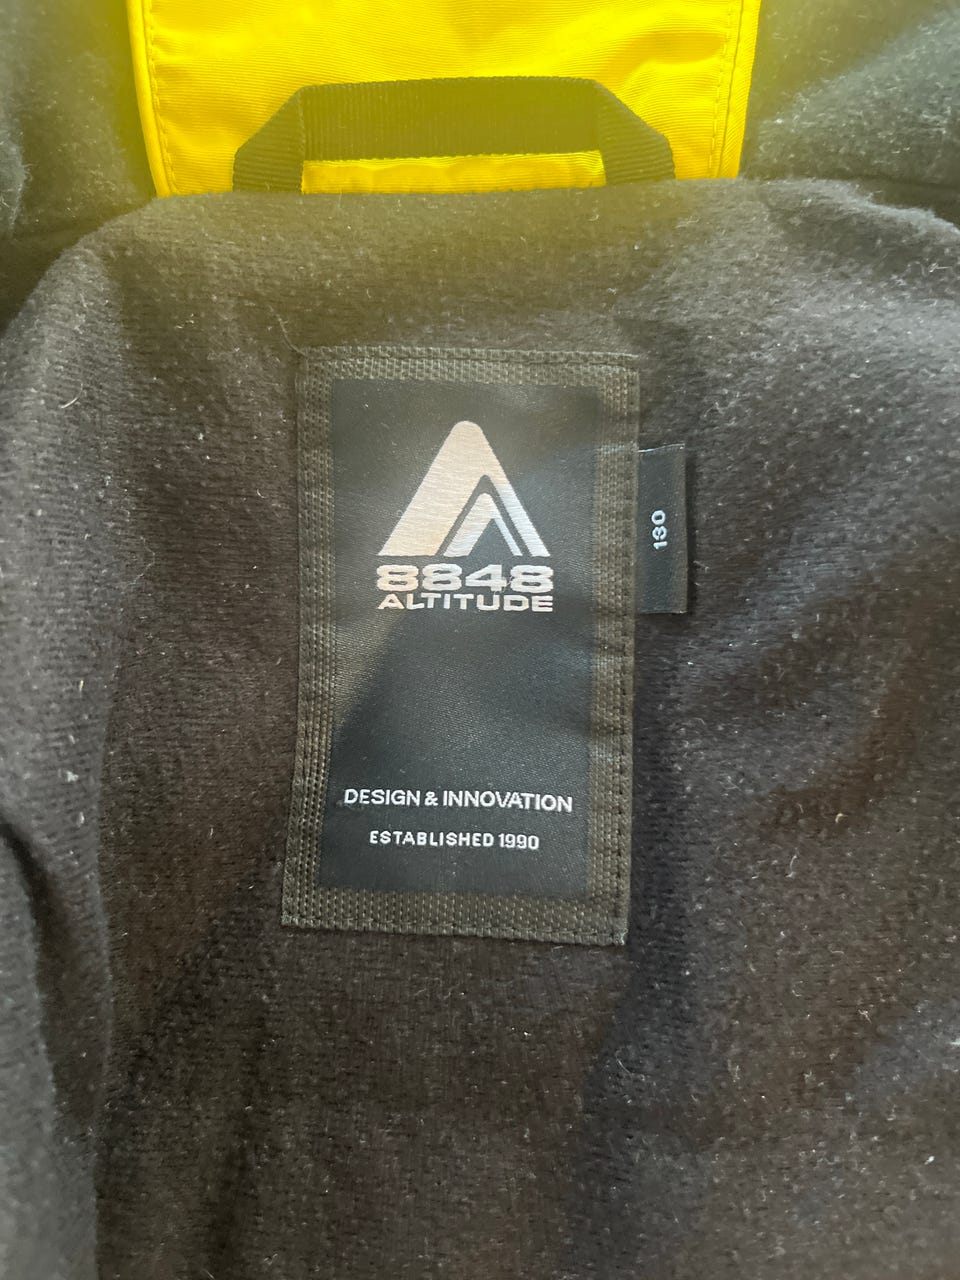 8848
ALTITUDE
130
DESIGN & INNOVATION
ESTABLISHED 1990